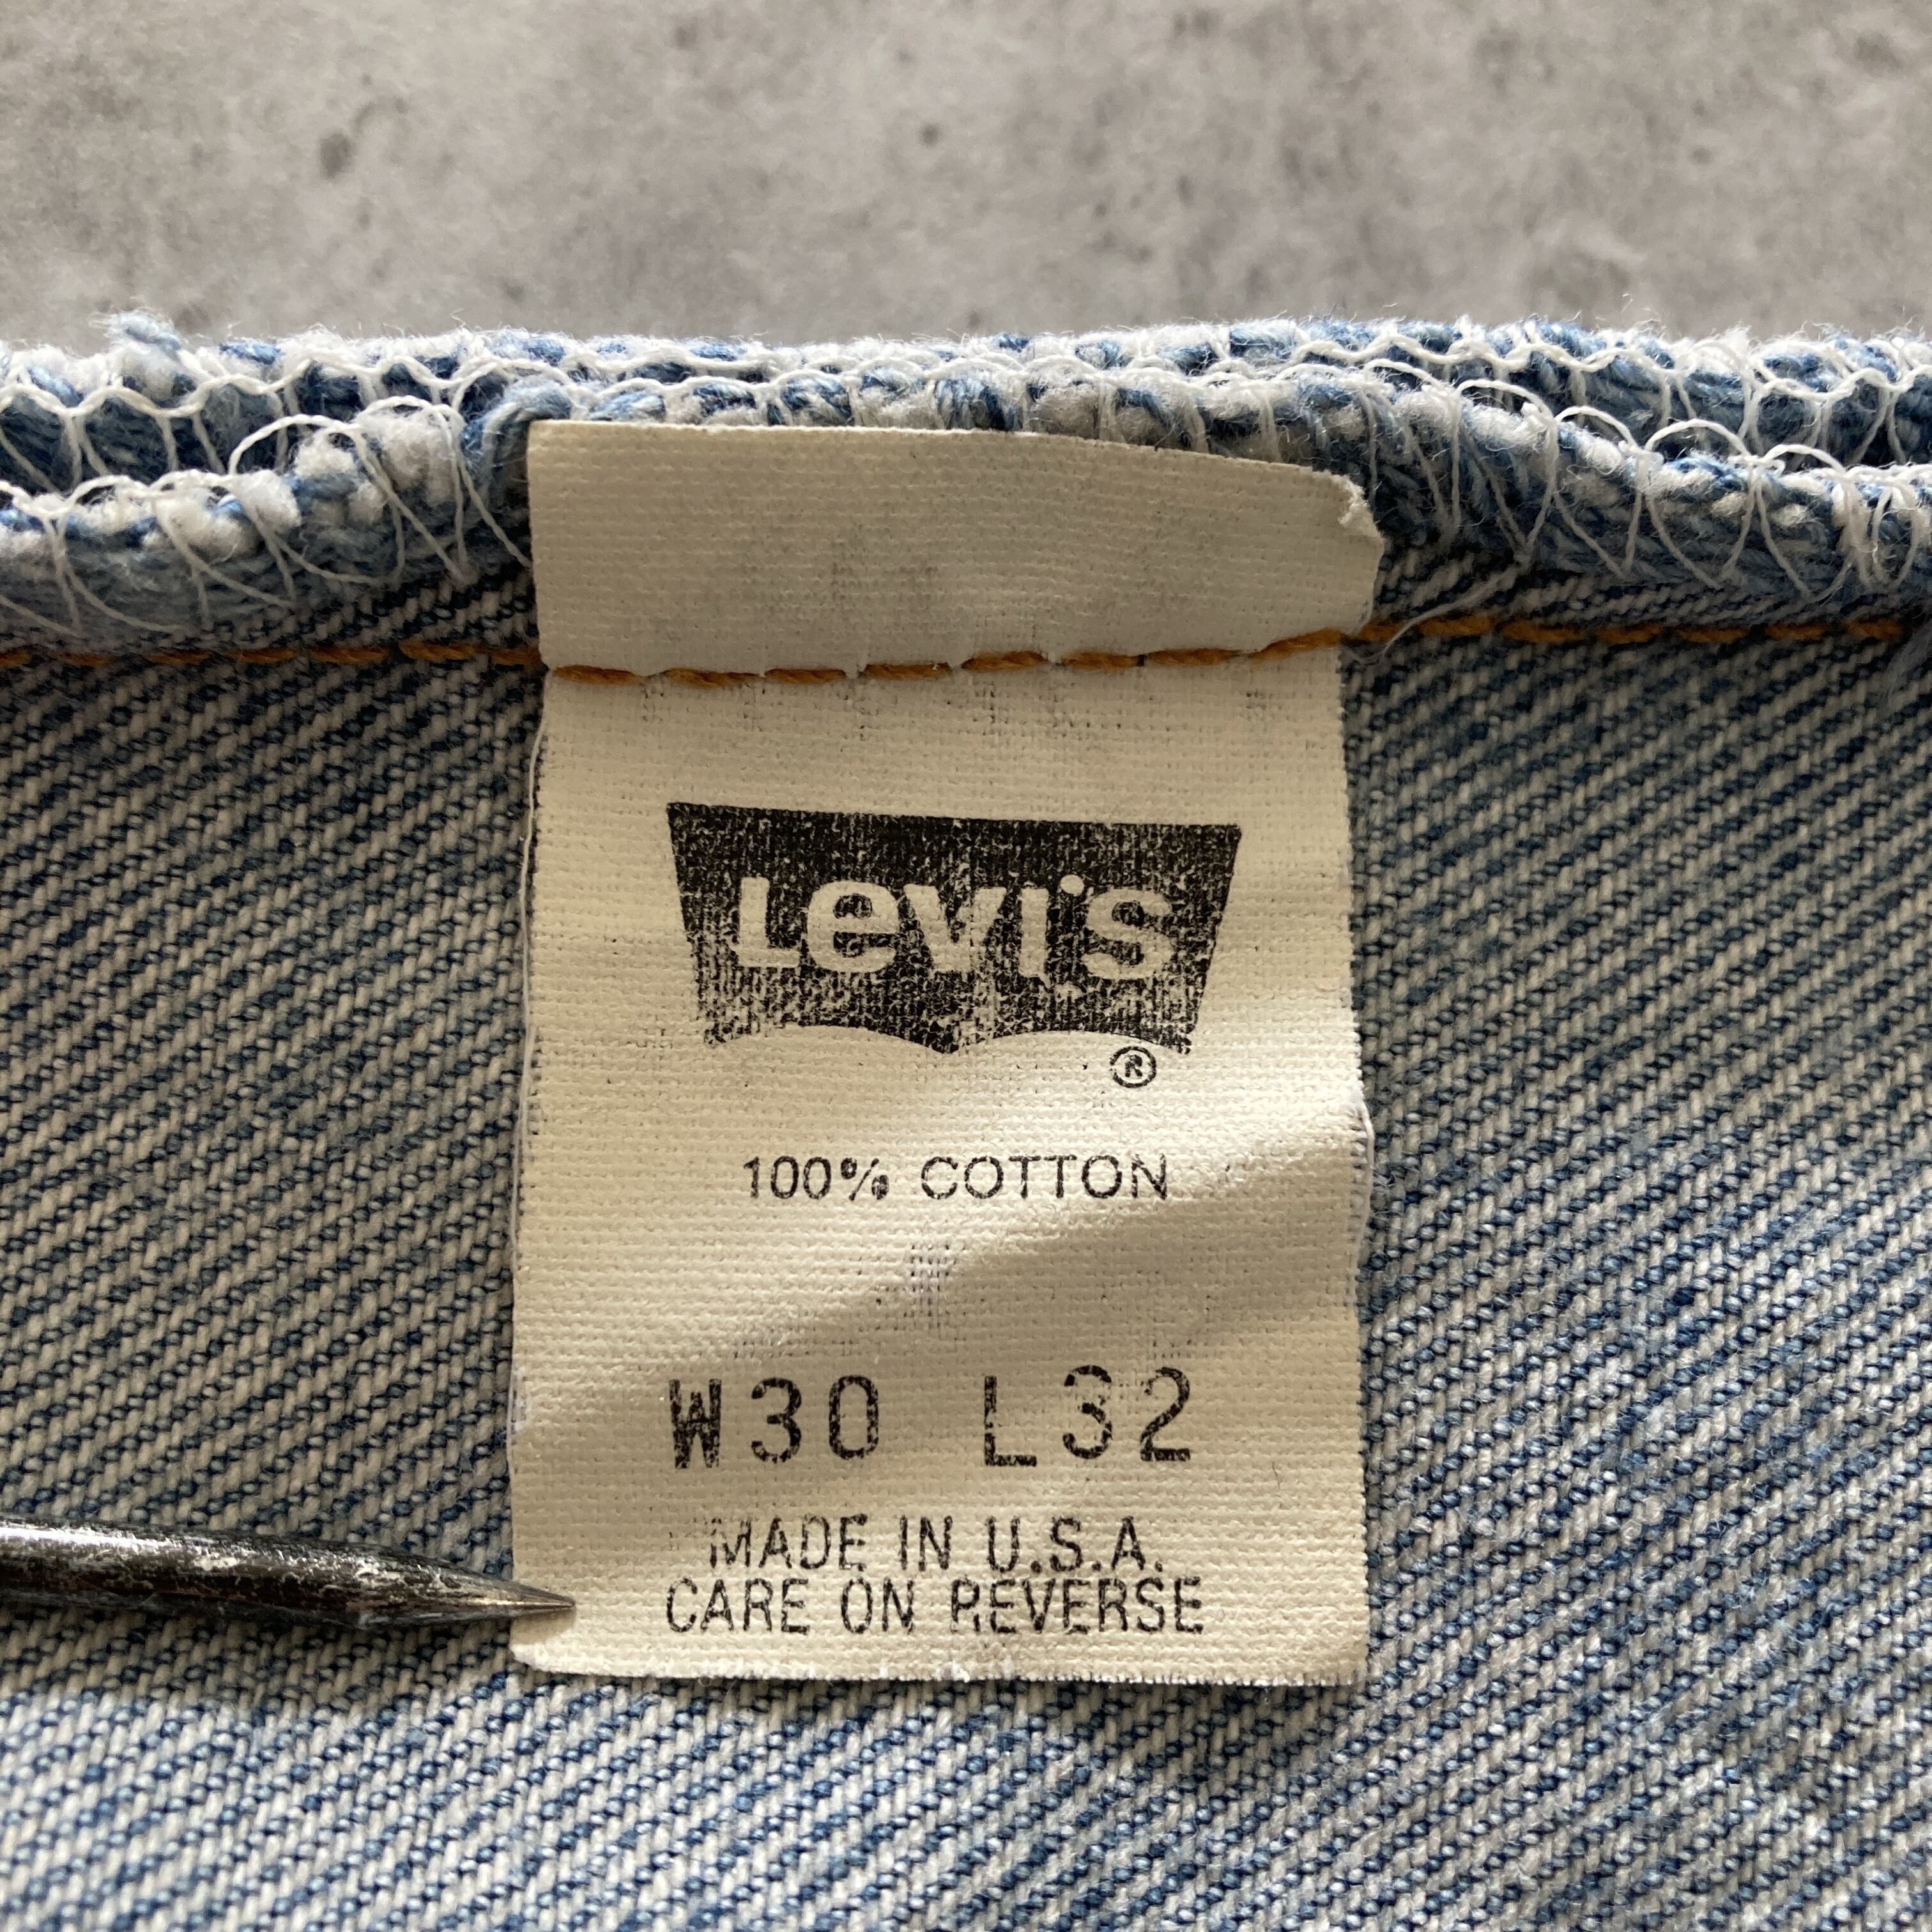 Levi's
®
100% COTTON
W30 L32
MADE IN U.S.A.
CARE ON REVERSE